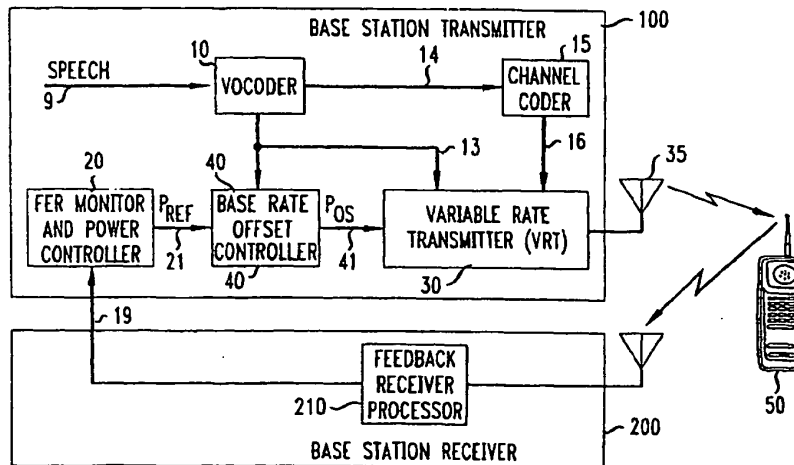 BASE STATION TRANSMITTER
100
10
15
SPEECH
9
VOCODER
14
CHANNEL
CODER
13
16
35
20
40
FER MONITOR
AND POWER
CONTROLLER
PREF
21
BASE RATE
OFFSET
CONTROLLER
40
POS
41
VARIABLE RATE
TRANSMITTER (VRT)
30
19
FEEDBACK
RECEIVER
PROCESSOR
210
50
200
BASE STATION RECEIVER